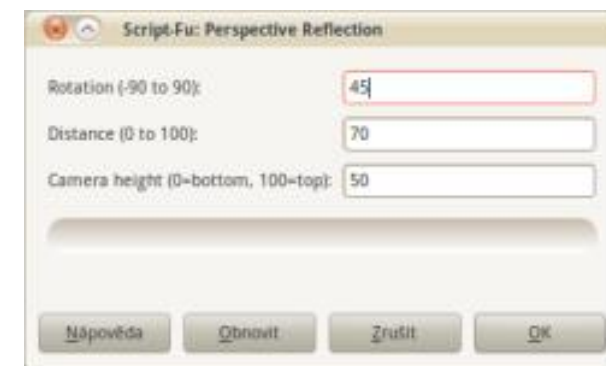 Script-Fu: Perspective Reflection
Rotation (-90 to 90): 45
Distance (0 to 100): 70
Camera height (0=bottom, 100=top): 50
Nápověda Obnovit Zrušit OK